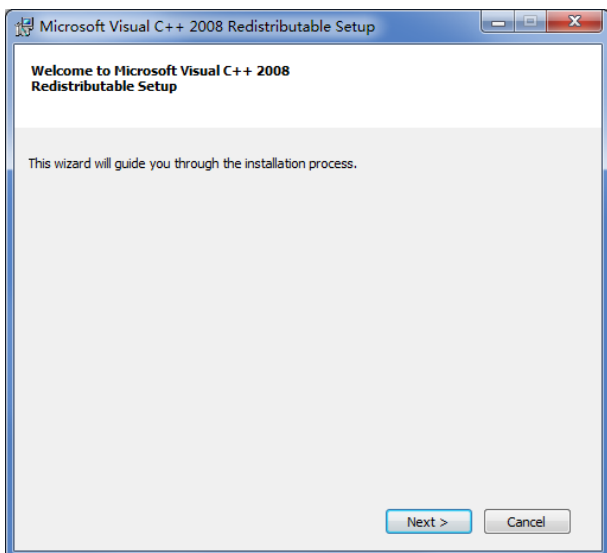 Microsoft Visual C++ 2008 Redistributable Setup
Welcome to Microsoft Visual C++ 2008
Redistributable Setup
This wizard will guide you through the installation process.
Next >
Cancel